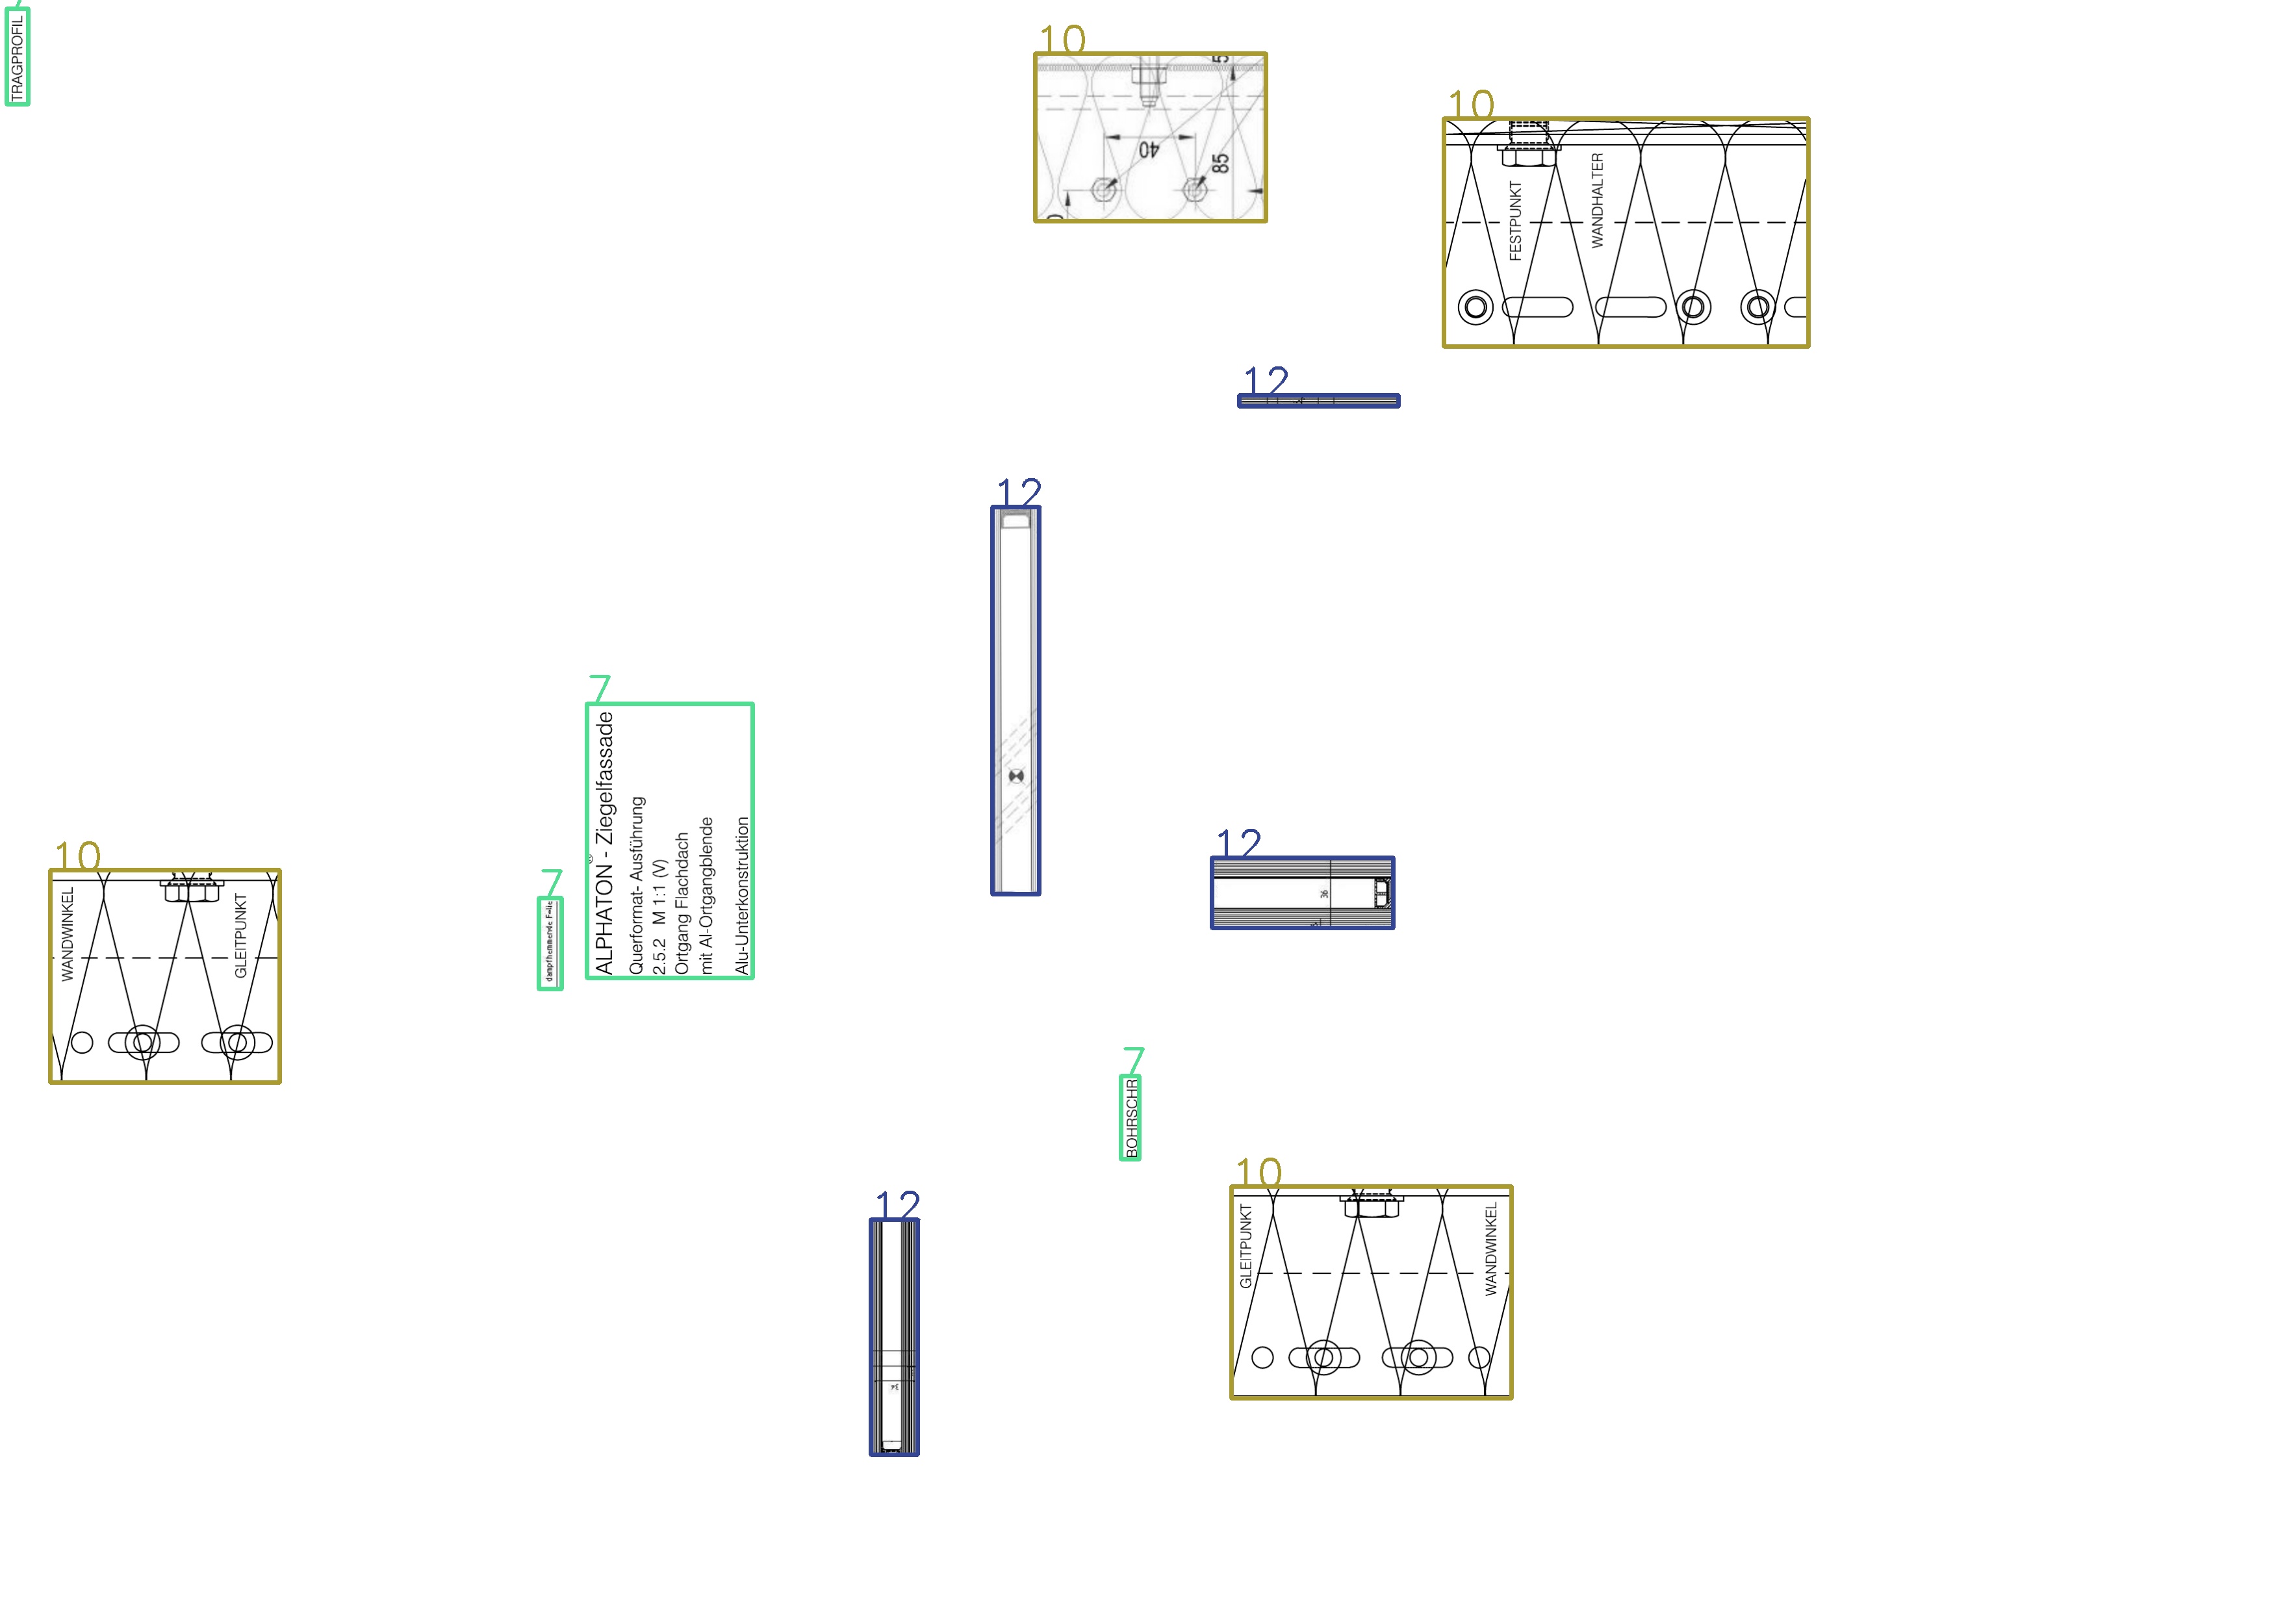 7
TRAGPROFIL
10
5
40
85
10
FESTPUNKT
WANDHALTER
12
12
7
ALPHATON® - Ziegelfassade
Querformat- Ausführung
2.5.2 M 1:1 (V)
Ortgang Flachdach
mit Al-Ortgangblende
Alu-Unterkonstruktion
7
dampfhemmende Folie
10
WANDWINKEL
GLEITPUNKT
12
36
7
BOHRSCHR
10
GLEITPUNKT
WANDWINKEL
12